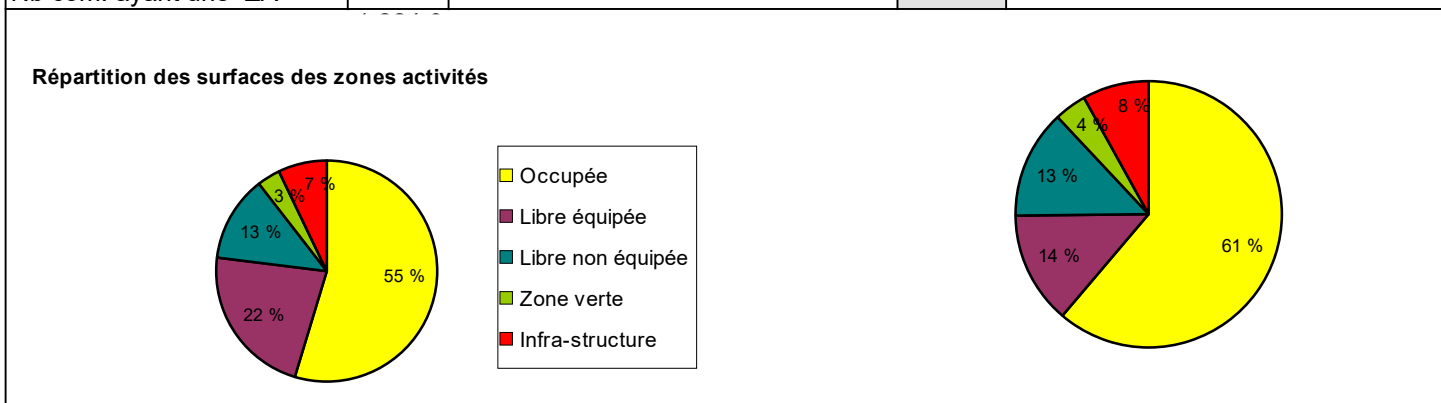 Répartition des surfaces des zones activités
7 %
3 %
13 %
55 %
22 %
Occupée
Libre équipée
Libre non équipée
Zone verte
Infra-structure
8 %
4 %
13 %
61 %
14 %